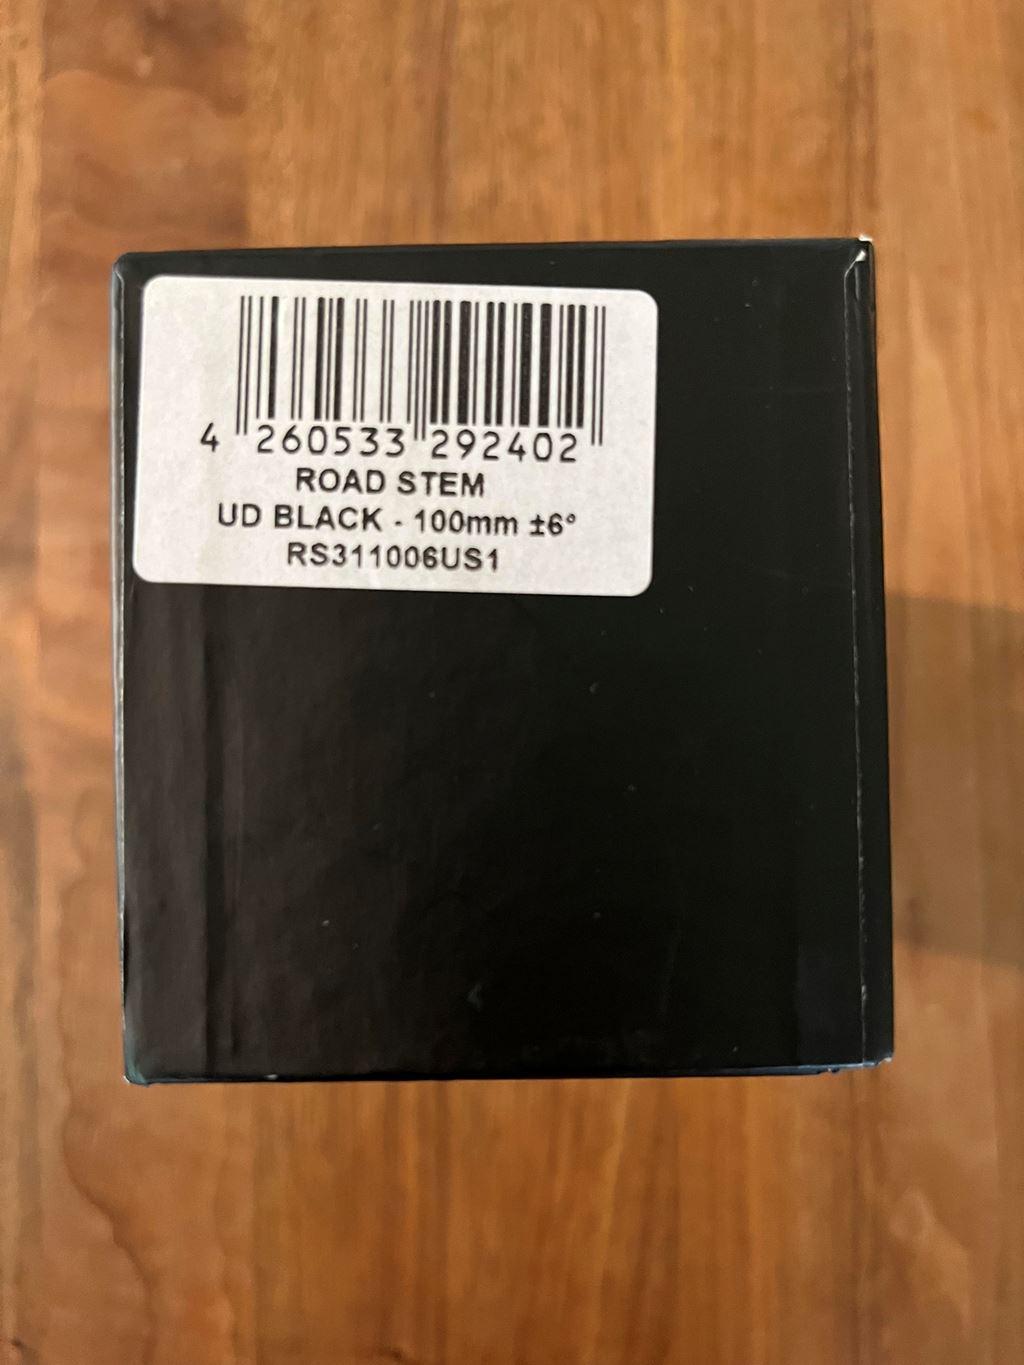 4 260533 292402
ROAD STEM
UD BLACK - 100mm ±6°
RS311006US1